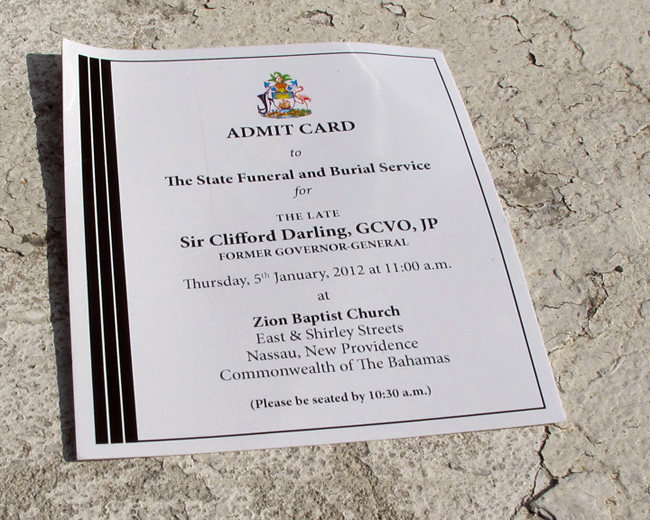 ADMIT CARD
to
The State Funeral and Burial Service
for
THE LATE
Sir Clifford Darling, GCVO, JP
FORMER GOVERNOR-GENERAL
Thursday, 5th January, 2012 at 11:00 a.m.
at
Zion Baptist Church
East & Shirley Streets
Nassau, New Providence
Commonwealth of The Bahamas
(Please be seated by 10:30 a.m.)